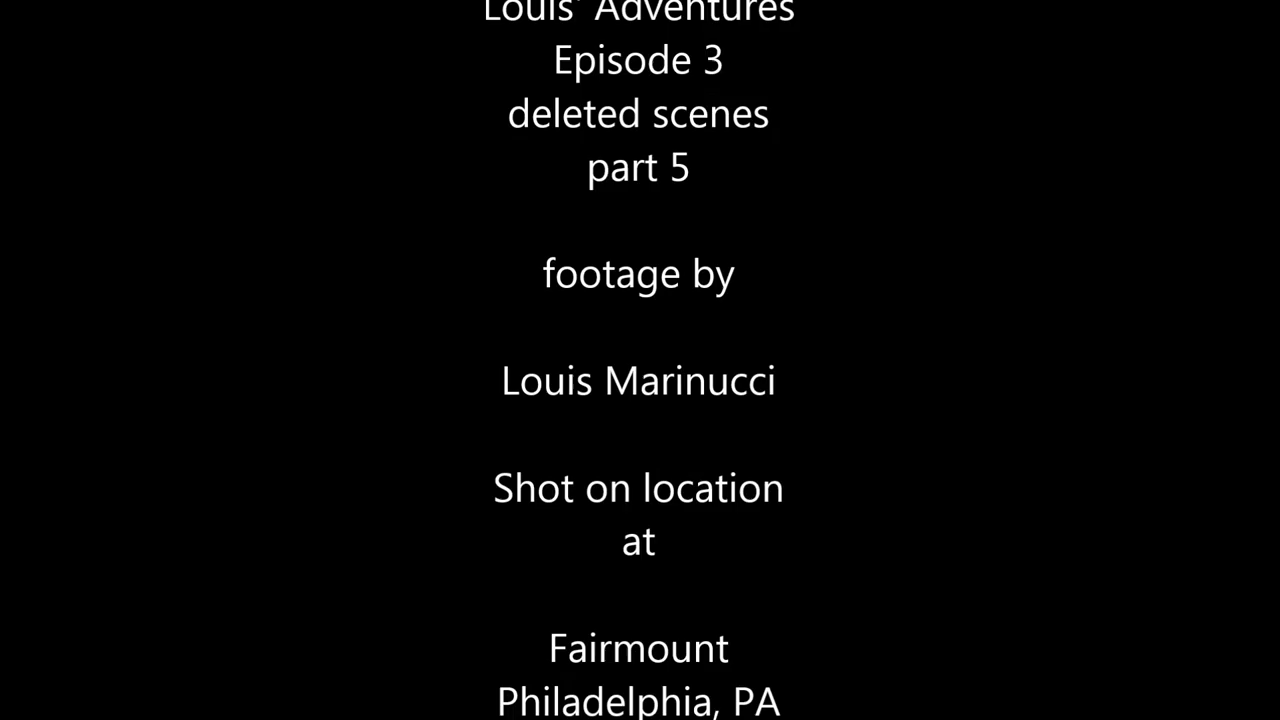 Louis' Adventures
Episode 3
deleted scenes
part 5
footage by
Louis Marinucci
Shot on location
at
Fairmount
Philadelphia, PA